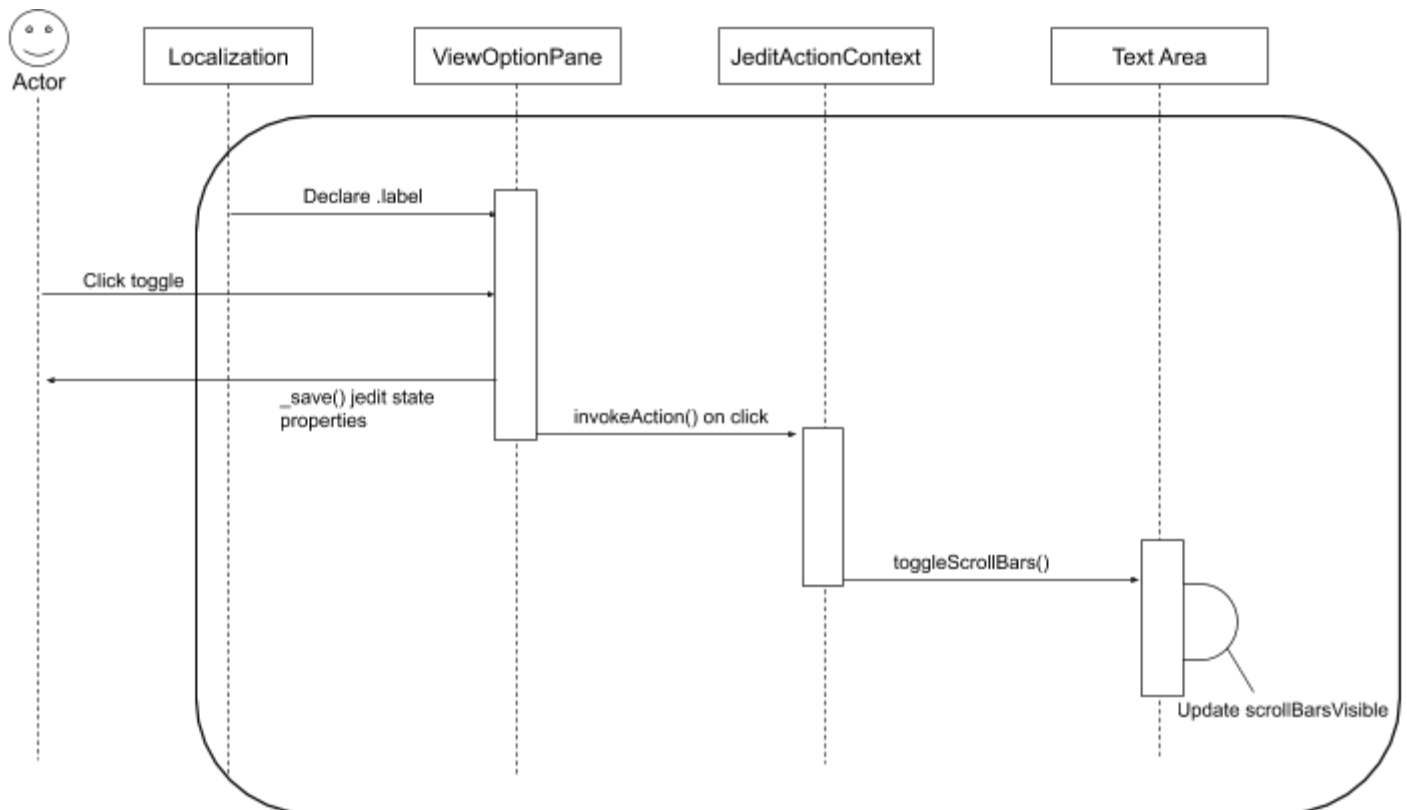 Actor
Localization
ViewOptionPane
JeditActionContext
Text Area
Declare .label
Click toggle
_save() jedit state
properties
invokeAction() on click
toggleScrollBars()
Update scrollBarsVisible